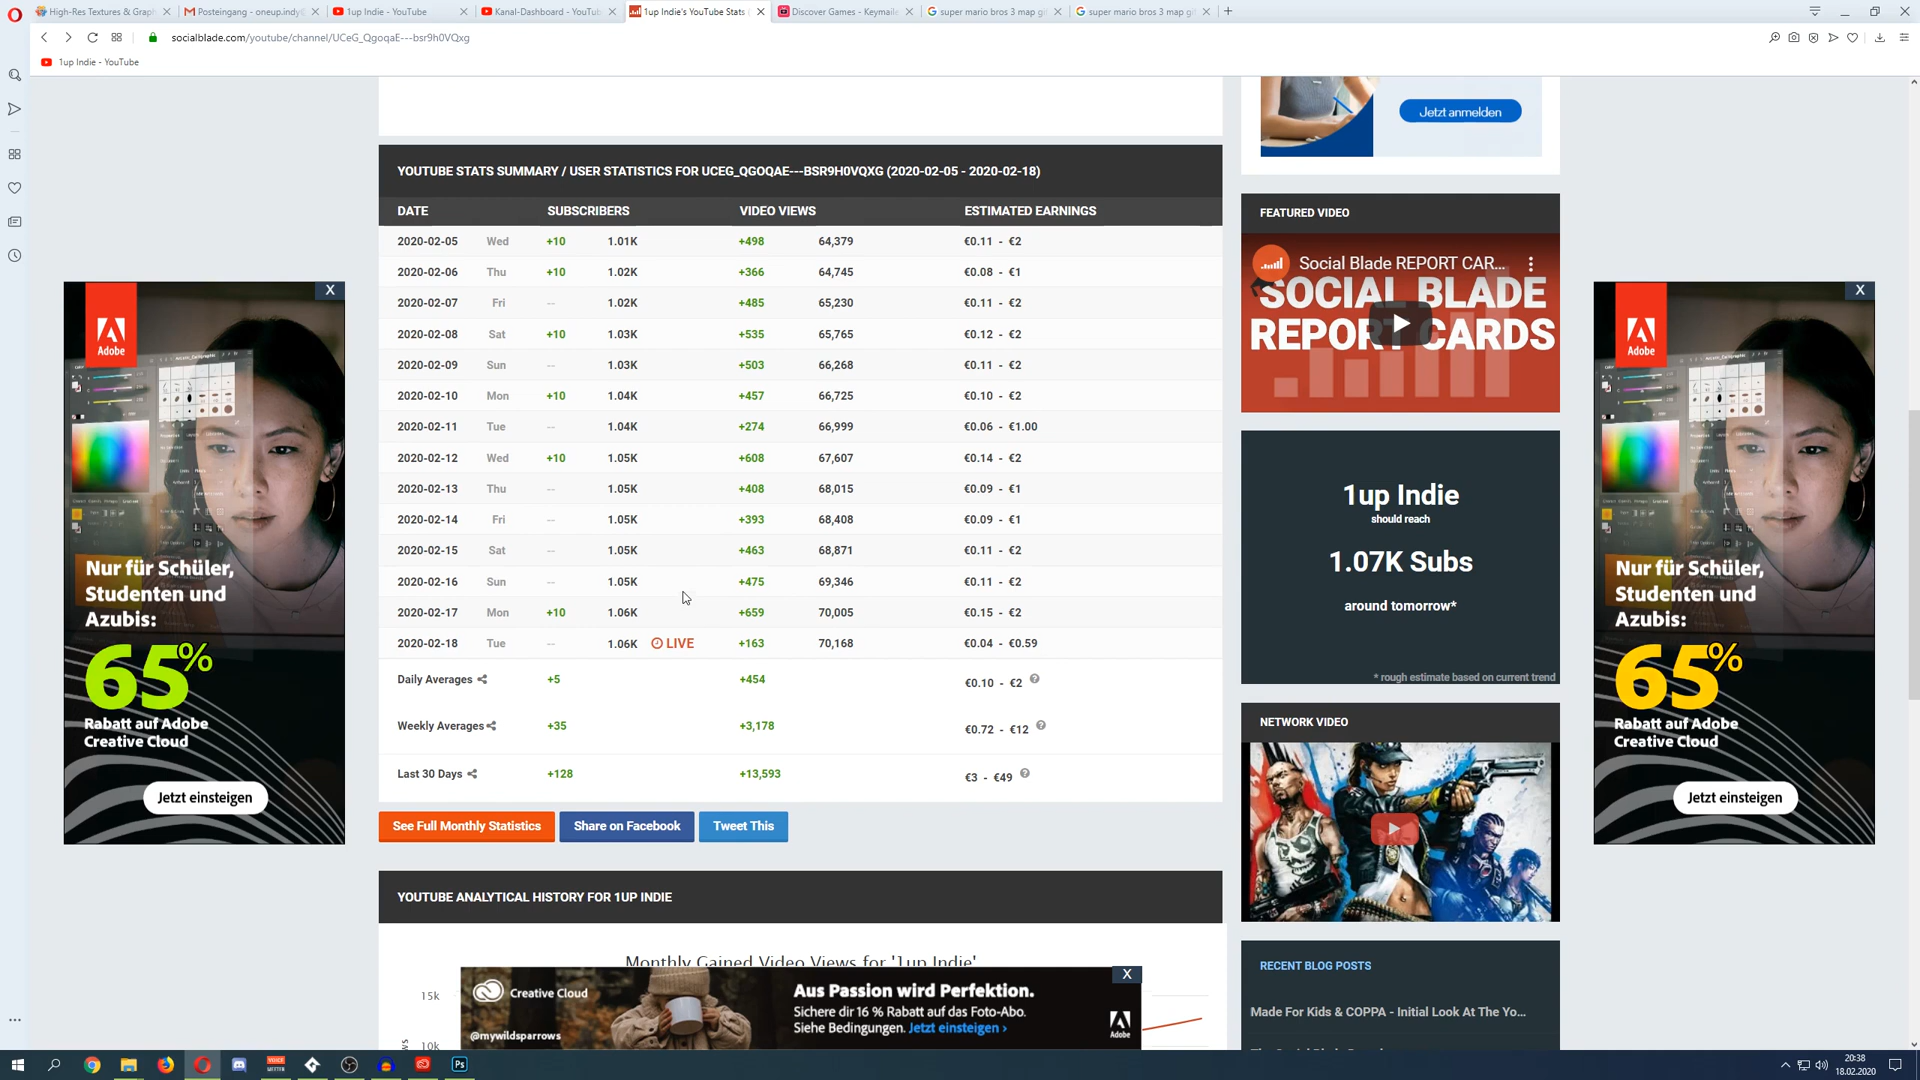 High-Res Textures & Grap
Posteingang - oneup.indy
1up Indie - YouTube
Kanal-Dashboard - YouTub
1up Indie's YouTube Stats
Discover Games - Keymail
super mario bros 3 map gi
super mario bros 3 map gi
socialblade.com/youtube/channel/UCeG_QgoqaE---bsr9h0VQxg
1up Indie - YouTube
Jetzt anmelden
YOUTUBE STATS SUMMARY / USER STATISTICS FOR UCEG_QGOQAE---BSR9H0VQXG (2020-02-05 - 2020-02-18)
DATE SUBSCRIBERS VIDEO VIEWS ESTIMATED EARNINGS
2020-02-05 Wed +10 1.01K +498 64,379 €0.11 - €2
2020-02-06 Thu +10 1.02K +366 64,745 €0.08 - €1
2020-02-07 Fri -- 1.02K +485 65,230 €0.11 - €2
2020-02-08 Sat +10 1.03K +535 65,765 €0.12 - €2
2020-02-09 Sun -- 1.03K +503 66,268 €0.11 - €2
2020-02-10 Mon +10 1.04K +457 66,725 €0.10 - €2
2020-02-11 Tue -- 1.04K +274 66,999 €0.06 - €1.00
2020-02-12 Wed +10 1.05K +608 67,607 €0.14 - €2
2020-02-13 Thu -- 1.05K +408 68,015 €0.09 - €1
2020-02-14 Fri -- 1.05K +393 68,408 €0.09 - €1
2020-02-15 Sat -- 1.05K +463 68,871 €0.11 - €2
2020-02-16 Sun -- 1.05K +475 69,346 €0.11 - €2
2020-02-17 Mon +10 1.06K +659 70,005 €0.15 - €2
2020-02-18 Tue -- 1.06K LIVE +163 70,168 €0.04 - €0.59
Daily Averages +5 +454 €0.10 - €2
Weekly Averages +35 +3,178 €0.72 - €12
Last 30 Days +128 +13,593 €3 - €49
See Full Monthly Statistics
Share on Facebook
Tweet This
YOUTUBE ANALYTICAL HISTORY FOR 1UP INDIE
Monthly Gained Video Views for '1up Indie'
15k
10k
X
Creative Cloud
@mywildsparrows
Aus Passion wird Perfektion.
Sichere dir 16 % Rabatt auf das Foto-Abo.
Siehe Bedingungen. Jetzt einsteigen ›
Adobe
X
Adobe
Nur für Schüler,
Studenten und
Azubis:
65%
Rabatt auf Adobe
Creative Cloud
Jetzt einsteigen
FEATURED VIDEO
Social Blade REPORT CAR...
SOCIAL BLADE
REPORT CARDS
1up Indie
should reach
1.07K Subs
around tomorrow*
* rough estimate based on current trend
NETWORK VIDEO
RECENT BLOG POSTS
Made For Kids & COPPA - Initial Look At The Yo...
X
Adobe
Nur für Schüler,
Studenten und
Azubis:
65%
Rabatt auf Adobe
Creative Cloud
Jetzt einsteigen
Ps
20:38
18.02.2020